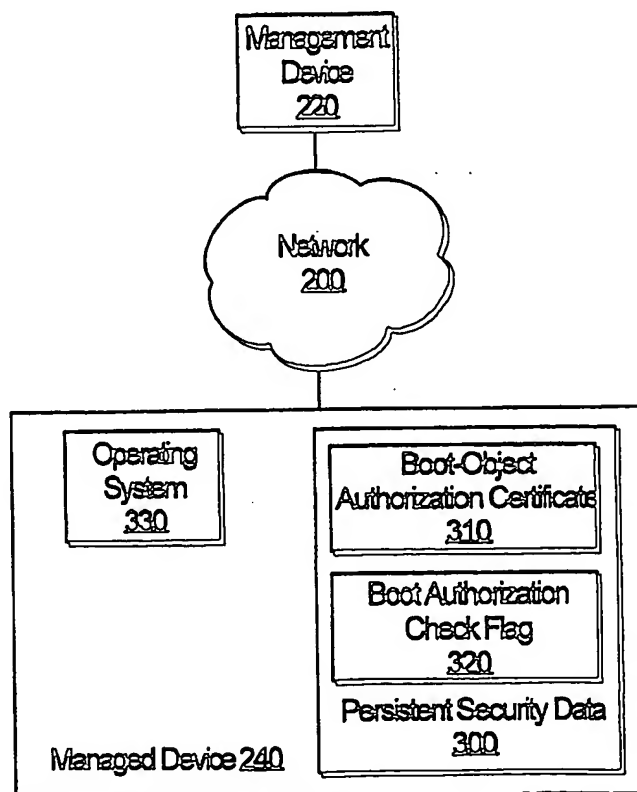 Management
Device
220
Network
200
Operating
System
330
Boot-Object
Authorization Certificate
310
Boot Authorization
Check Flag
320
Persistent Security Data
300
Managed Device 240